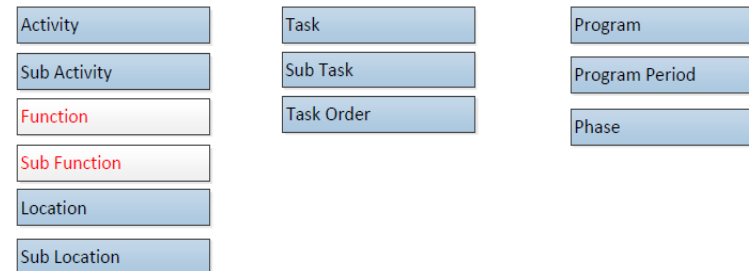 Activity
Sub Activity
Function
Sub Function
Location
Sub Location
Task
Sub Task
Task Order
Program
Program Period
Phase